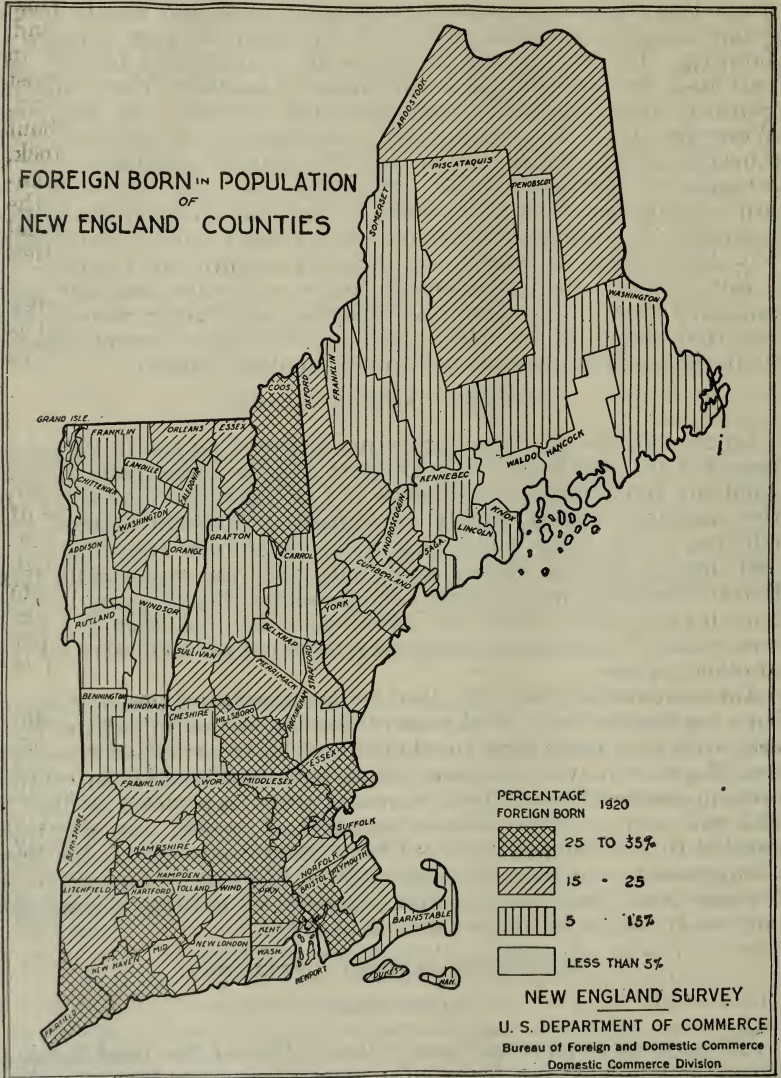 FOREIGN BORN IN POPULATION
OF
NEW ENGLAND COUNTIES
AROOSTOOK
PISCATAQUIS
PENOBSCOT
SOMERSET
WASHINGTON
FRANKLIN
OXFORD
COOS
GRAND ISLE.
FRANKLIN
ORLEANS
ESSEX
LAMOILLE
CALEDONIA
CHITTENDEN
WASHINGTON
WALDO
HANCOCK
KENNEBEC
KNOX
LINCOLN
ANDROSCOGGIN
SAGA.
ADDISON
ORANGE
GRAFTON
CARROL
CUMBERLAND
YORK
RUTLAND
WINDSOR
BELKNAP
STRAFFORD
SULLIVAN
MERRIMACK
BENNINGTON
WINDHAM
CHESHIRE
HILLSBORO
ROCKINGHAM
ESSEX
FRANKLIN
WOR.
MIDDLESEX
BERKSHIRE
SUFFOLK
HAMPSHIRE
NORFOLK
HAMPDEN
BRISTOL
PLYMOUTH
LITCHFIELD
HARTFORD
TOLLAND
WIND
PROV.
BARNSTABLE
KENT
NEW HAVEN
MID.
NEW LONDON
WASH.
NEWPORT
DUKES
NAN.
FAIRFIELD
PERCENTAGE
FOREIGN BORN 1920
25 TO 35%
15 - 25
5 - 15%
LESS THAN 5%
NEW ENGLAND SURVEY
U. S. DEPARTMENT OF COMMERCE
Bureau of Foreign and Domestic Commerce
Domestic Commerce Division